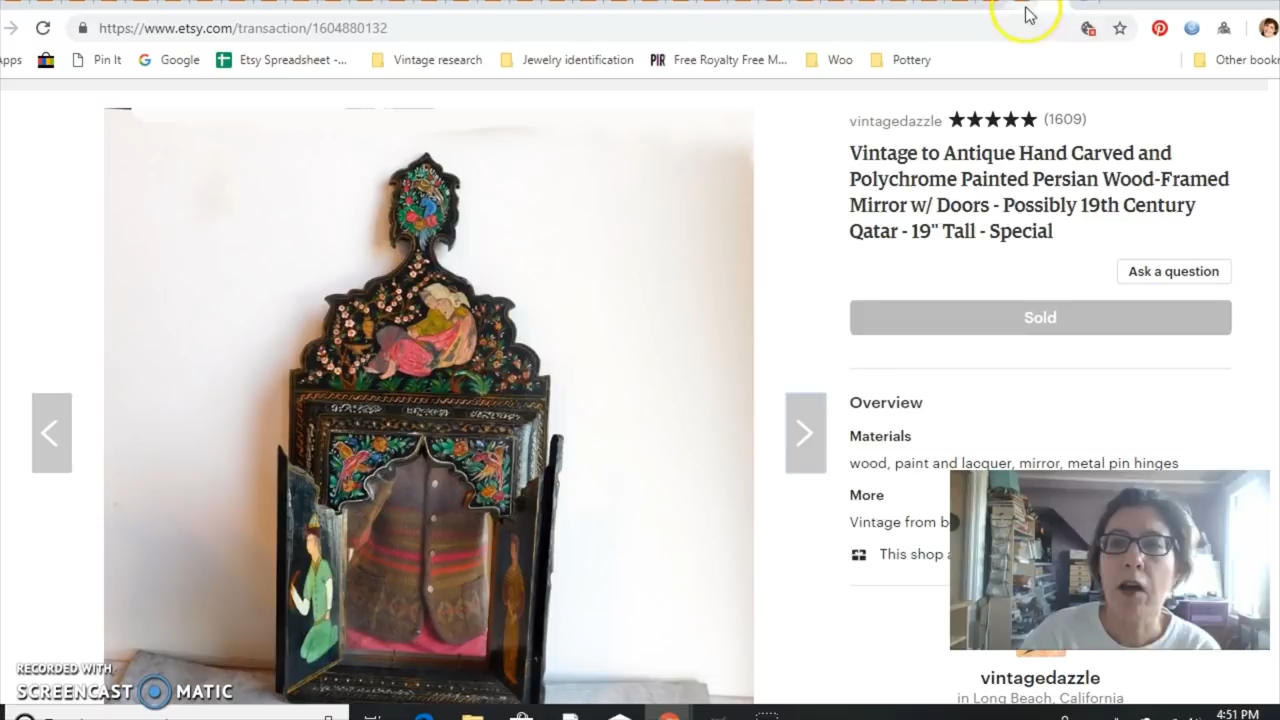 https://www.etsy.com/transaction/1604880132
Apps
Pin It
Google
Etsy Spreadsheet -...
Vintage research
Jewelry identification
PIR Free Royalty Free M...
Woo
Pottery
Other bookr
vintagedazzle ★★★★★ (1609)
Vintage to Antique Hand Carved and
Polychrome Painted Persian Wood-Framed
Mirror w/ Doors - Possibly 19th Century
Qatar - 19" Tall - Special
Ask a question
Sold
Overview
Materials
wood, paint and lacquer, mirror, metal pin hinges
More
Vintage from b
This shop a
vintagedazzle
in Long Beach, California
RECORDED WITH
SCREENCAST MATIC
4:51 PM